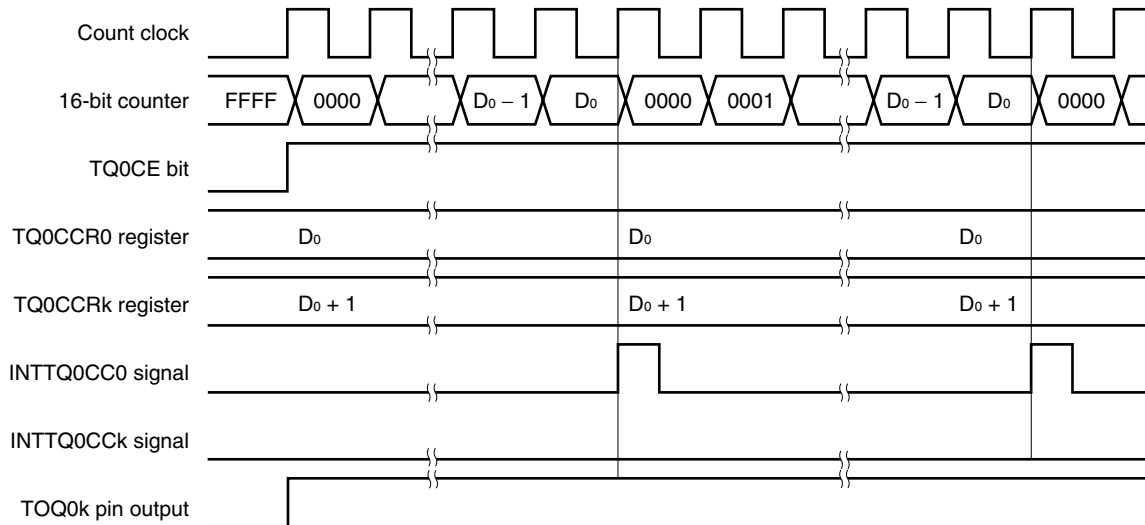 Count clock
16-bit counter FFFF 0000 D0 − 1 D0 0000 0001 D0 − 1 D0 0000
TQ0CE bit
TQ0CCR0 register D0 D0 D0
TQ0CCRk register D0 + 1 D0 + 1 D0 + 1
INTTQ0CC0 signal
INTTQ0CCk signal
TOQ0k pin output